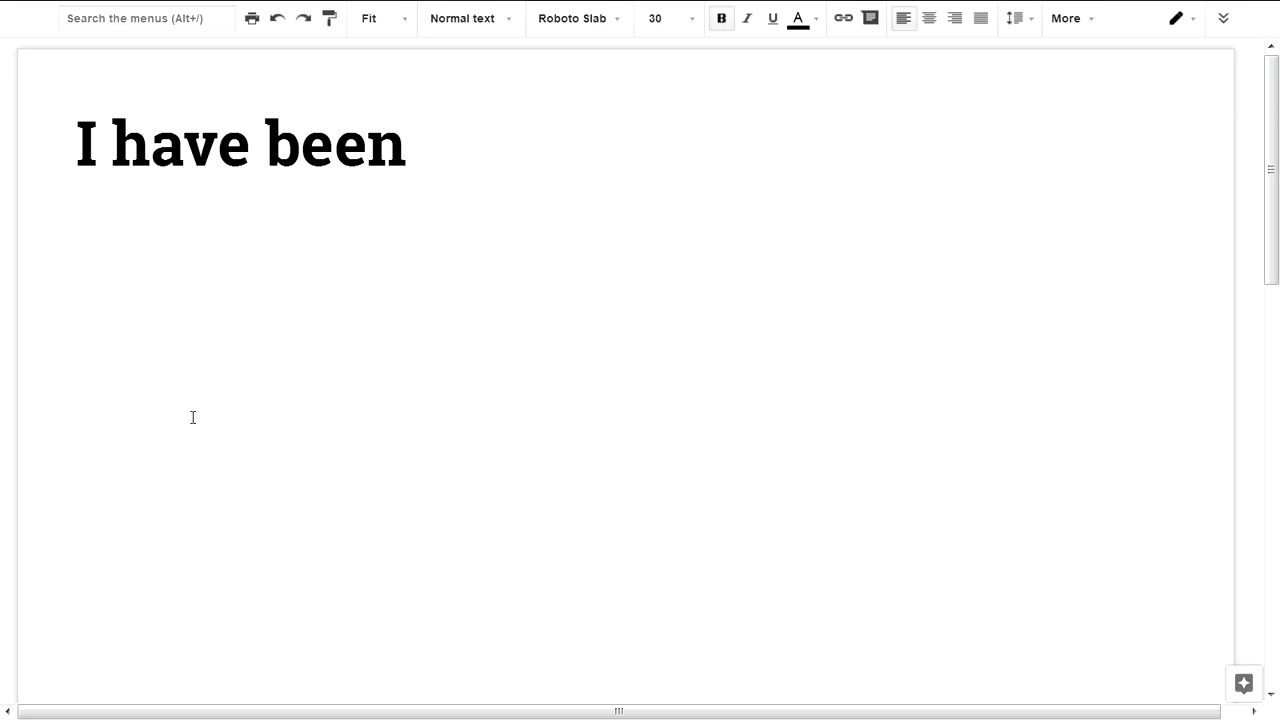 Search the menus (Alt+/) Fit Normal text Roboto Slab 30 B I U A More
I have been